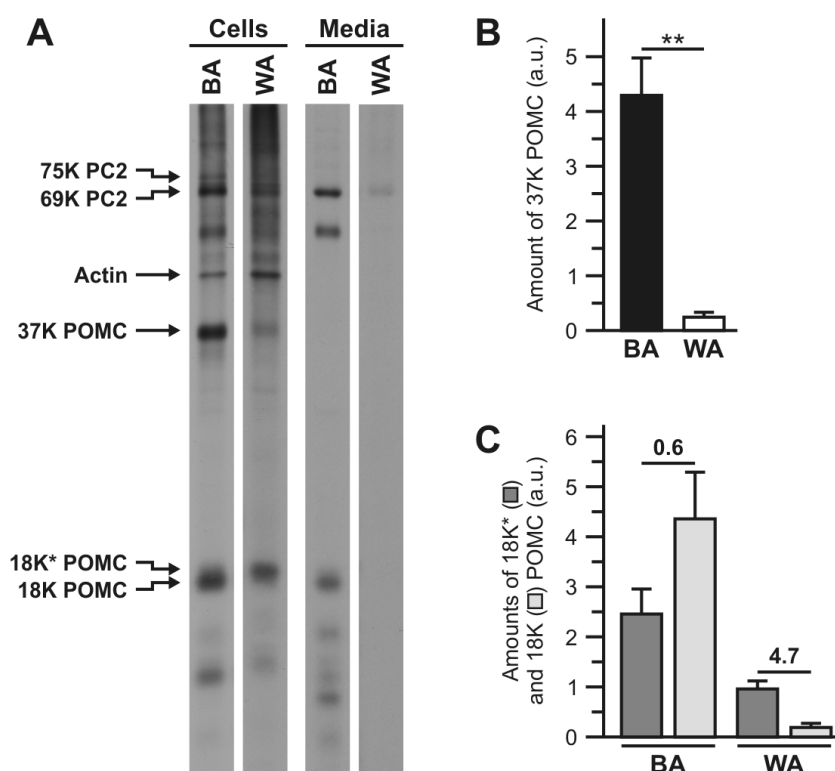 A
Cells
Media
BA
WA
BA
WA
75K PC2
69K PC2
Actin
37K POMC
18K* POMC
18K POMC
B
Amount of 37K POMC (a.u.)
5
4
3
2
1
0
**
BA
WA
C
Amounts of 18K* (■)
and 18K (□) POMC (a.u.)
6
5
4
3
2
1
0
0.6
4.7
BA
WA